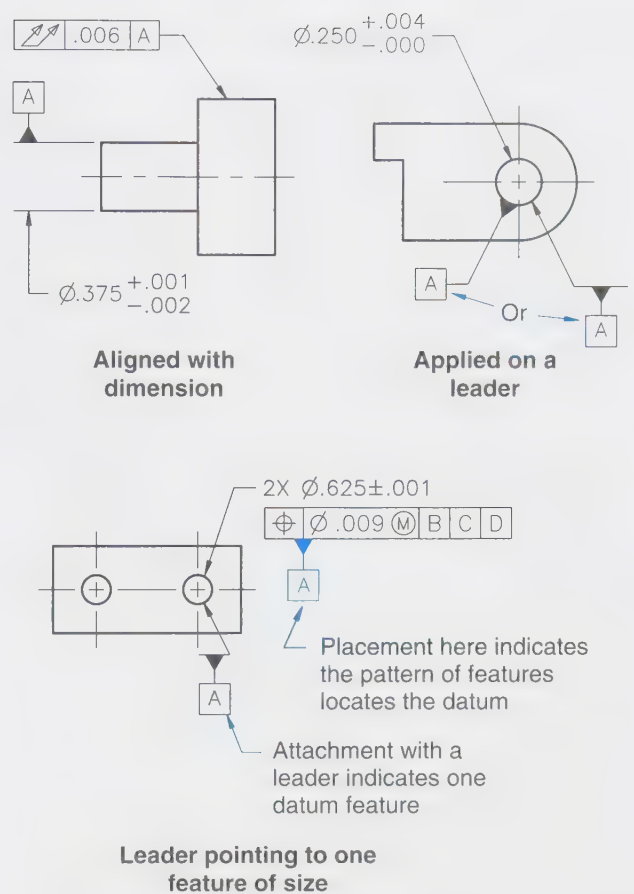 .006 A
A
Ø.375 +.001
-.002
Aligned with
dimension
Ø.250 +.004
-.000
A
Or
A
Applied on a
leader
2X Ø.625±.001
⌖ Ø .009 Ⓜ B C D
A
Placement here indicates
the pattern of features
locates the datum
A
Attachment with a
leader indicates one
datum feature
Leader pointing to one
feature of size